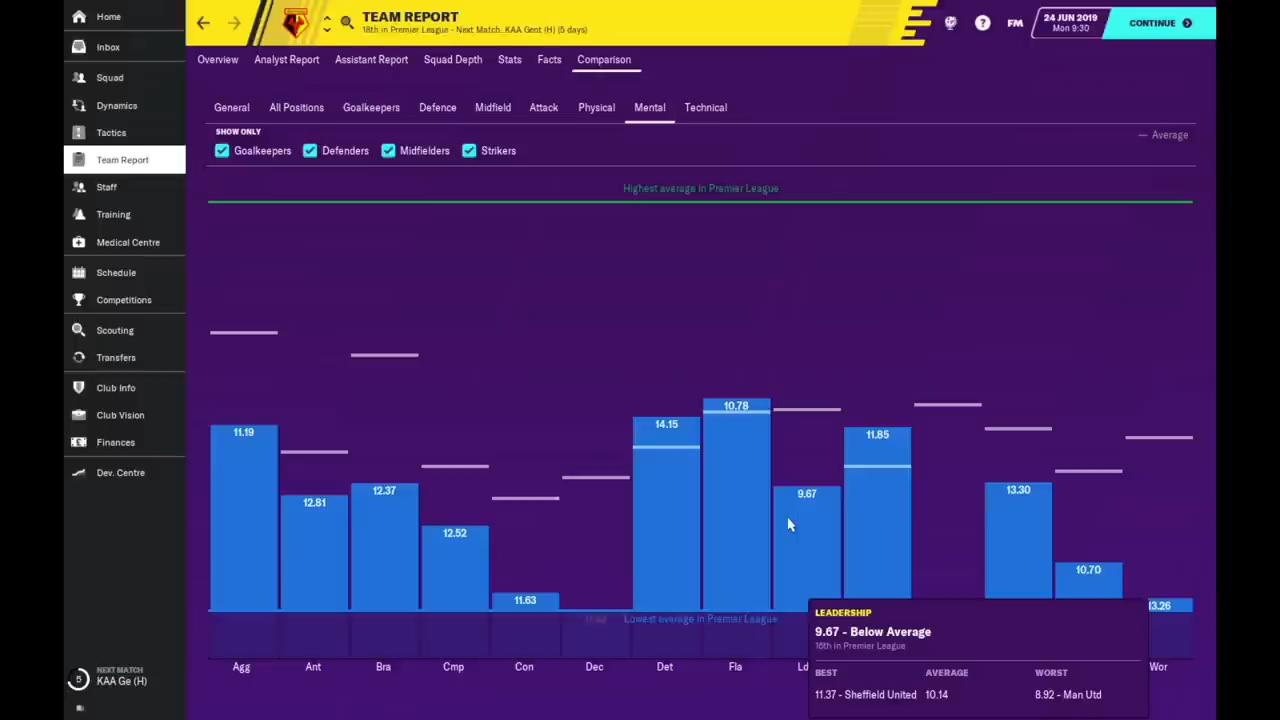 Home
Inbox
Squad
Dynamics
Tactics
Team Report
Staff
Training
Medical Centre
Schedule
Competitions
Scouting
Transfers
Club Info
Club Vision
Finances
Dev. Centre
5
NEXT MATCH
KAA Ge (H)
TEAM REPORT
18th in Premier League - Next Match: KAA Gent (H) (5 days)
?
FM
24 JUN 2019
Mon 9:30
CONTINUE
Overview Analyst Report Assistant Report Squad Depth Stats Facts Comparison
General All Positions Goalkeepers Defence Midfield Attack Physical Mental Technical
SHOW ONLY
Goalkeepers Defenders Midfielders Strikers
Average
Highest average in Premier League
11.19 12.81 12.37 12.52 11.63 14.15 10.78 9.67 11.85 13.30 10.70 13.26
Lowest average in Premier League
Agg Ant Bra Cmp Con Dec Det Fla Ld Wor
LEADERSHIP
9.67 - Below Average
16th in Premier League
BEST AVERAGE WORST
11.37 - Sheffield United 10.14 8.92 - Man Utd